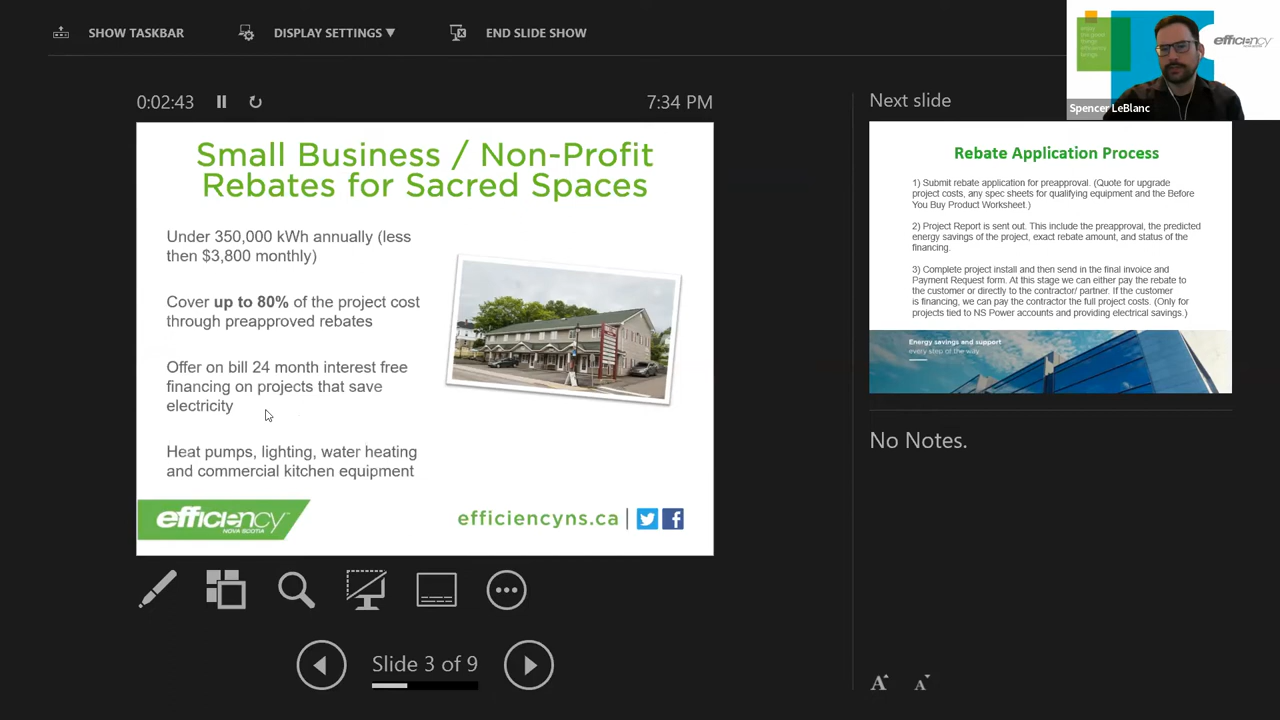 SHOW TASKBAR
DISPLAY SETTINGS ▼
END SLIDE SHOW
efficiency
Spencer LeBlanc
0:02:43
7:34 PM
Small Business / Non-Profit
Rebates for Sacred Spaces
Under 350,000 kWh annually (less
then $3,800 monthly)
Cover up to 80% of the project cost
through preapproved rebates
Offer on bill 24 month interest free
financing on projects that save
electricity
Heat pumps, lighting, water heating
and commercial kitchen equipment
efficiency
NOVA SCOTIA
efficiencyns.ca
Slide 3 of 9
Next slide
Rebate Application Process
1) Submit rebate application for preapproval. (Quote for upgrade
project costs, any spec sheets for qualifying equipment and the Before
You Buy Product Worksheet.)
2) Project Report is sent out. This include the preapproval, the predicted
energy savings of the project, exact rebate amount, and status of the
financing.
3) Complete project install and then send in the final invoice and
Payment Request form. At this stage we can either pay the rebate to
the customer or directly to the contractor/ partner. If the customer
is financing, we can pay the contractor the full project costs. (Only for
projects tied to NS Power accounts and providing electrical savings.)
Energy savings and support
every step of the way
No Notes.
A A